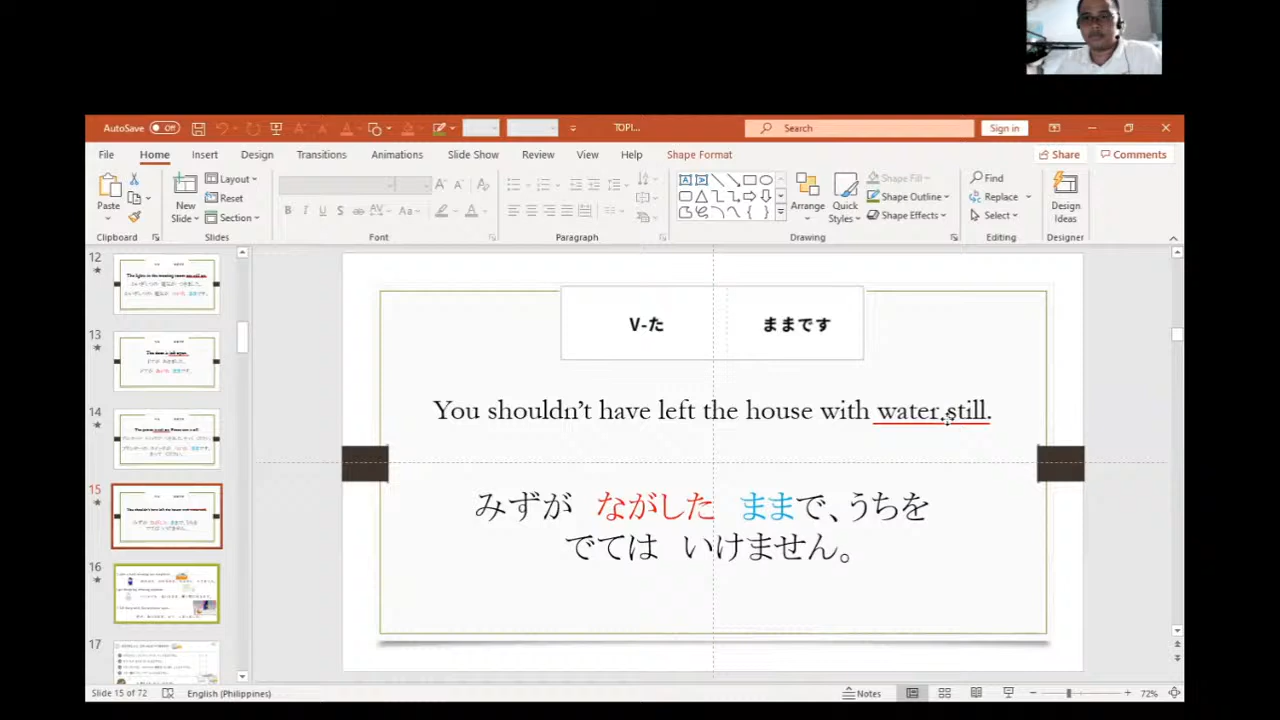 AutoSave Off
TOPI...
Search
Sign in
File Home Insert Design Transitions Animations Slide Show Review View Help Shape Format
Share Comments
Paste
New Slide
Layout
Reset
Section
B I U S ab AV Aa A
Arrange
Quick Styles
Shape Fill
Shape Outline
Shape Effects
Find
Replace
Select
Design Ideas
Clipboard Slides Font Paragraph Drawing Editing Designer
12
13
14
15
16
17
V-た ままです
You shouldn't have left the house with water still.
みずが ながした ままで、うちを
でては いけません。
Slide 15 of 72 English (Philippines) Notes 72%